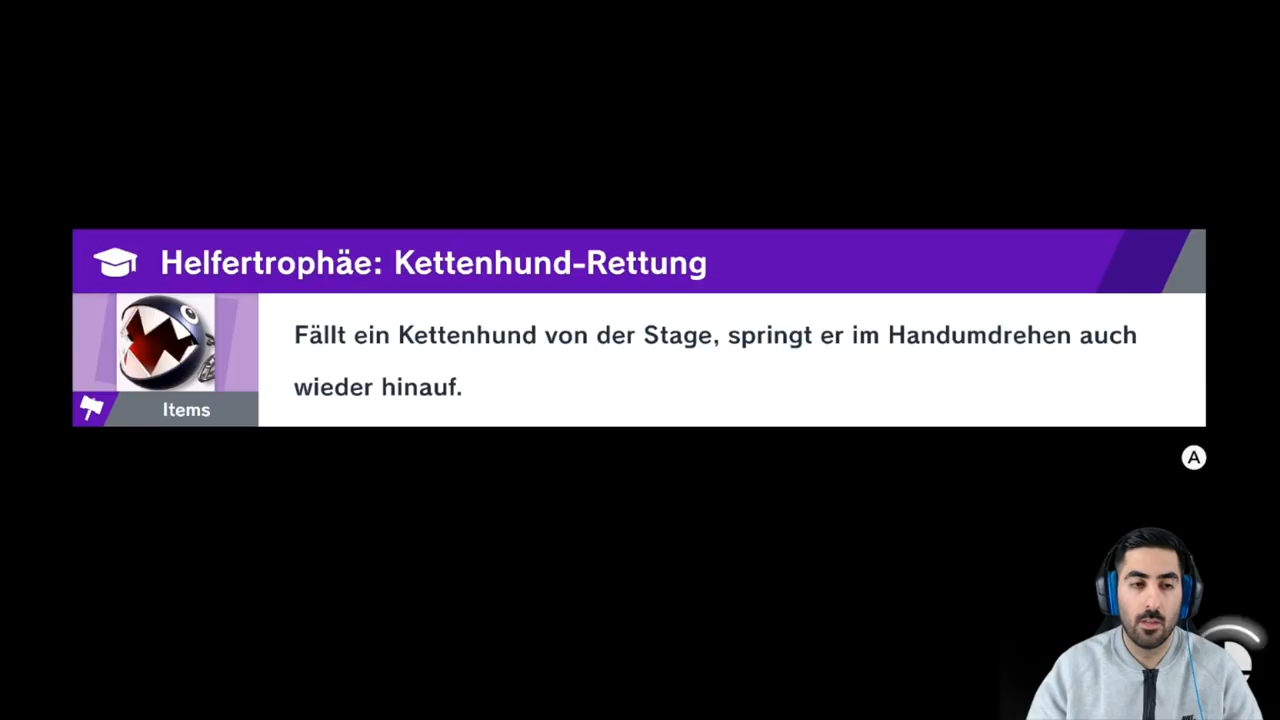 Helfertrophäe: Kettenhund-Rettung
Fällt ein Kettenhund von der Stage, springt er im Handumdrehen auch
wieder hinauf.
Items
A